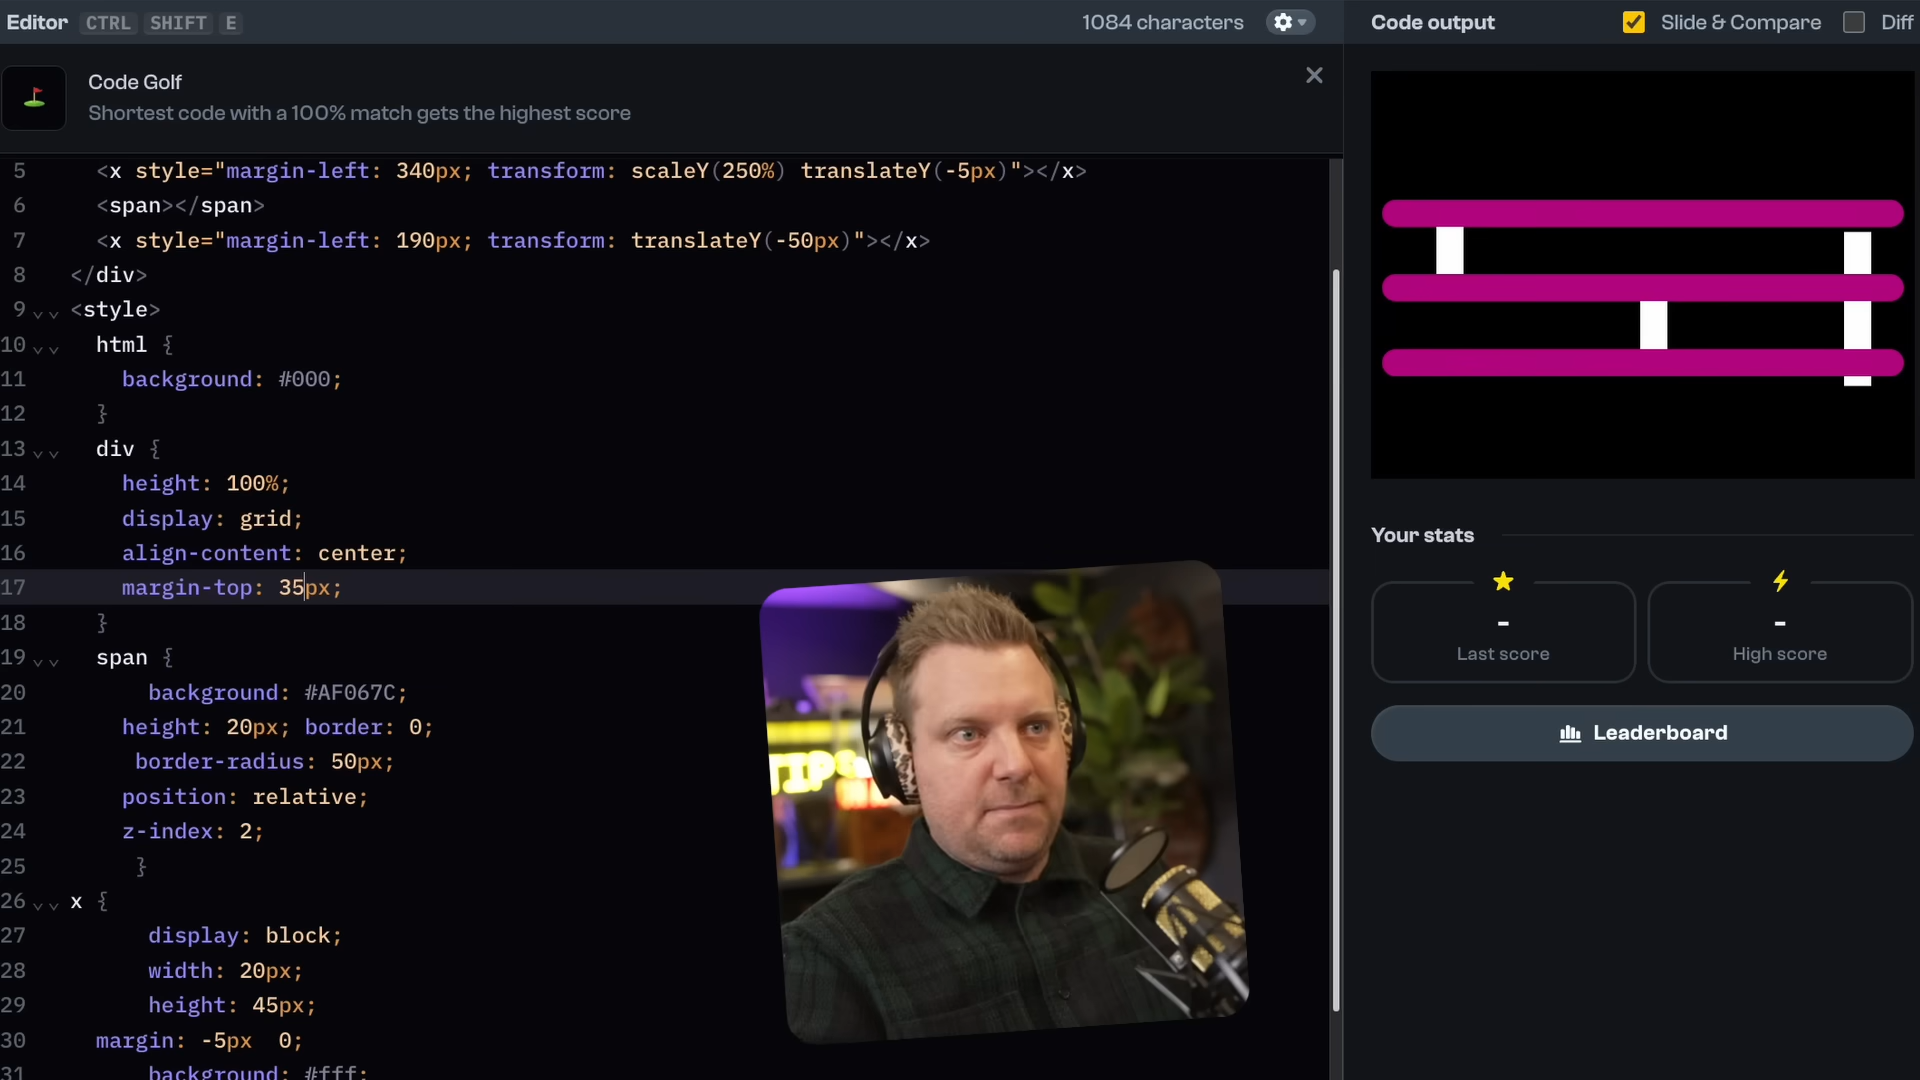 Editor CTRL SHIFT E
1084 characters
Code Golf
Shortest code with a 100% match gets the highest score
5 <x style="margin-left: 340px; transform: scaleY(250%) translateY(-5px)"></x>
6 <span></span>
7 <x style="margin-left: 190px; transform: translateY(-50px)"></x>
8 </div>
9 <style>
10 html {
11 background: #000;
12 }
13 div {
14 height: 100%;
15 display: grid;
16 align-content: center;
17 margin-top: 35px;
18 }
19 span {
20 background: #AF067C;
21 height: 20px; border: 0;
22 border-radius: 50px;
23 position: relative;
24 z-index: 2;
25 }
26 x {
27 display: block;
28 width: 20px;
29 height: 45px;
30 margin: -5px 0;
31 background: #fff;
TIPS
Code output
Slide & Compare
Diff
Your stats
-
Last score
-
High score
Leaderboard